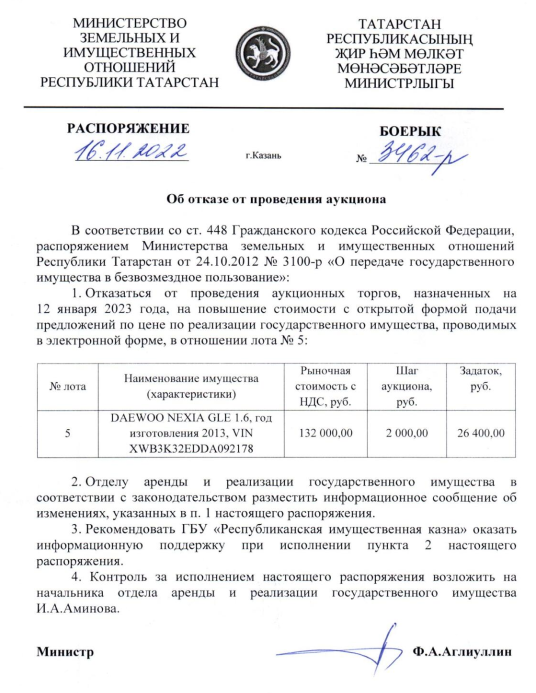 МИНИСТЕРСТВО
ЗЕМЕЛЬНЫХ И
ИМУЩЕСТВЕННЫХ
ОТНОШЕНИЙ
РЕСПУБЛИКИ ТАТАРСТАН
ТАТАРСТАН
РЕСПУБЛИКАСЫНЫҢ
ҖИР ҺӘМ МӨЛКӘТ
МӨНӘСӘБӘТЛӘРЕ
МИНИСТРЛЫГЫ
РАСПОРЯЖЕНИЕ
16.11.2022
г.Казань
БОЕРЫК
№ 3462-р
Об отказе от проведения аукциона
В соответствии со ст. 448 Гражданского кодекса Российской Федерации,
распоряжением Министерства земельных и имущественных отношений
Республики Татарстан от 24.10.2012 № 3100-р «О передаче государственного
имущества в безвозмездное пользование»:
1. Отказаться от проведения аукционных торгов, назначенных на
12 января 2023 года, на повышение стоимости с открытой формой подачи
предложений по цене по реализации государственного имущества, проводимых
в электронной форме, в отношении лота № 5:
№ лота
Наименование имущества
(характеристики)
Рыночная
стоимость с
НДС, руб.
Шаг
аукциона,
руб.
Задаток,
руб.
5
DAEWOO NEXIA GLE 1.6, год
изготовления 2013, VIN
XWB3K32EDDA092178
132 000,00
2 000,00
26 400,00
2. Отделу аренды и реализации государственного имущества в
соответствии с законодательством разместить информационное сообщение об
изменениях, указанных в п. 1 настоящего распоряжения.
3. Рекомендовать ГБУ «Республиканская имущественная казна» оказать
информационную поддержку при исполнении пункта 2 настоящего
распоряжения.
4. Контроль за исполнением настоящего распоряжения возложить на
начальника отдела аренды и реализации государственного имущества
И.А.Аминова.
Министр
Ф.А.Аглиуллин